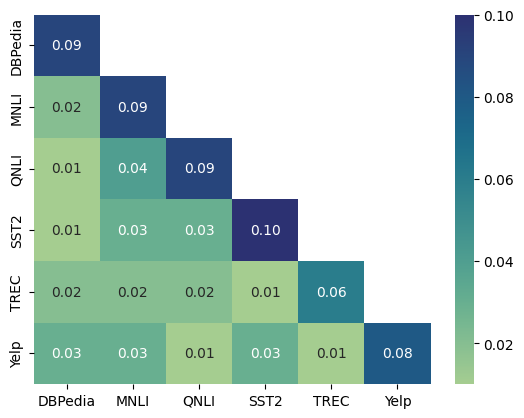 DBPedia 0.09
MNLI 0.02 0.09
QNLI 0.01 0.04 0.09
SST2 0.01 0.03 0.03 0.10
TREC 0.02 0.02 0.02 0.01 0.06
Yelp 0.03 0.03 0.01 0.03 0.01 0.08
DBPedia MNLI QNLI SST2 TREC Yelp
0.10
0.08
0.06
0.04
0.02